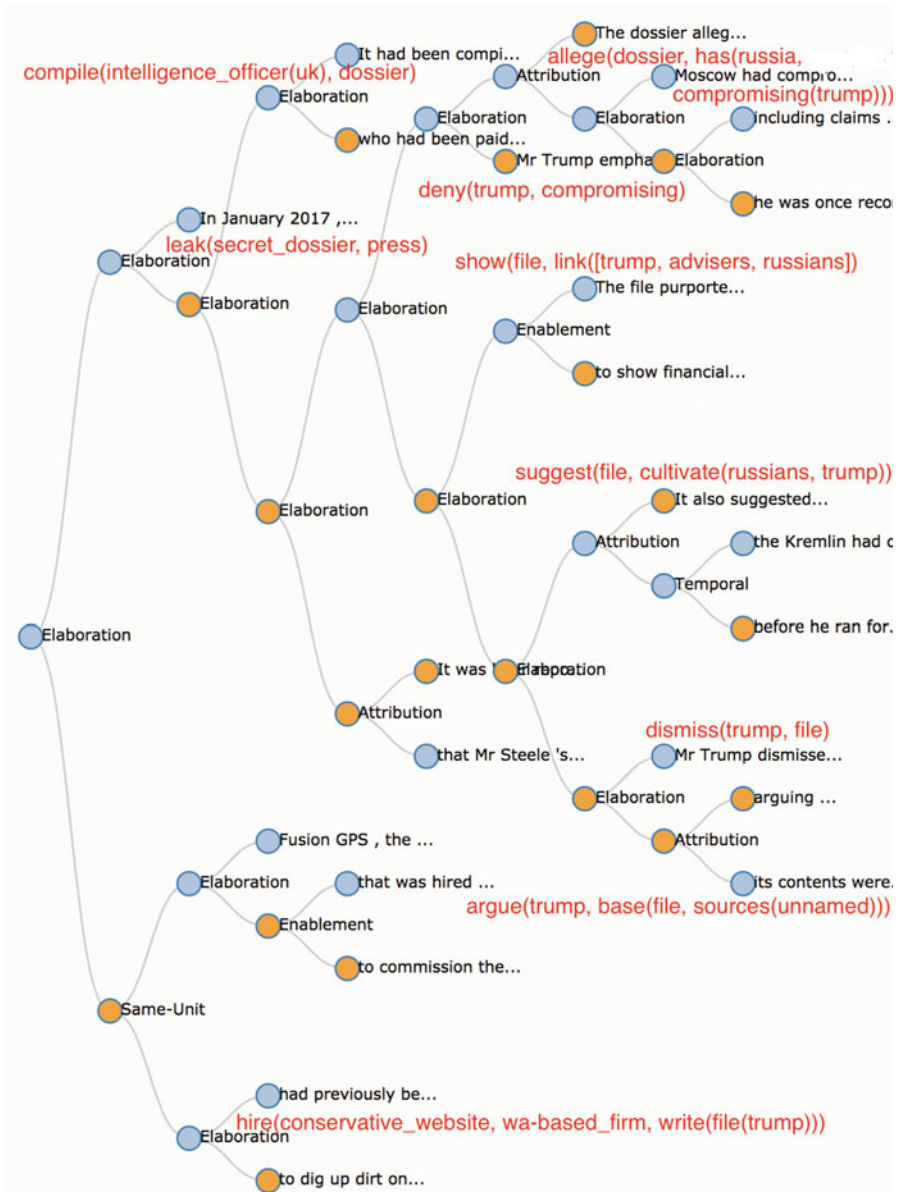 The dossier alleg...
allege(dossier, has(russia,
It had been compi...
compile(intelligence_officer(uk), dossier)
Attribution
Moscow had compro...
Elaboration
compromising(trump)))
Elaboration
Elaboration
including claims .
who had been paid...
Mr Trump empha
Elaboration
deny(trump, compromising)
he was once reco
In January 2017 ,...
leak(secret_dossier, press)
Elaboration
show(file, link([trump, advisers, russians])
The file purporte...
Elaboration
Elaboration
Enablement
to show financial...
suggest(file, cultivate(russians, trump))
Elaboration
It also suggested...
Elaboration
Attribution
the Kremlin had c
Temporal
Elaboration
before he ran for.
It was
Elaboration
Attribution
dismiss(trump, file)
that Mr Steele 's...
Mr Trump dismisse...
Elaboration
arguing ...
Fusion GPS , the ...
Attribution
Elaboration
that was hired ...
its contents were.
argue(trump, base(file, sources(unnamed)))
Enablement
to commission the...
Same-Unit
had previously be...
hire(conservative_website, wa-based_firm, write(file(trump)))
Elaboration
to dig up dirt on...